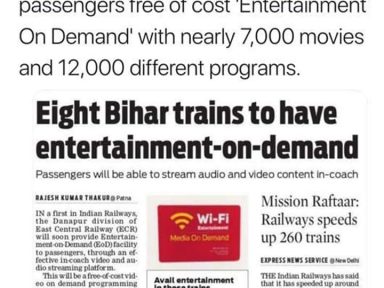 passengers free of cost 'Entertainment
On Demand' with nearly 7,000 movies
and 12,000 different programs.
Eight Bihar trains to have
entertainment-on-demand
Passengers will be able to stream audio and video content in-coach
RAJESH KUMAR THAKUR@Patna
IN a first in Indian Railways,
the Danapur division of
East Central Railway (ECR)
will soon provide Entertain-
ment-on-Demand (EoD) facility
to passengers, through an ef-
fective in-coach video and au-
dio streaming platform.
This will be a free-of-cost vid-
eo on demand programming
Wi-Fi
Entertainment
Media On Demand
Avail entertainment
in these trains
Mission Raftaar:
Railways speeds
up 260 trains
EXPRESS NEWS SERVICE @New Delhi
THE Indian Railways has said
that it has speeded up around